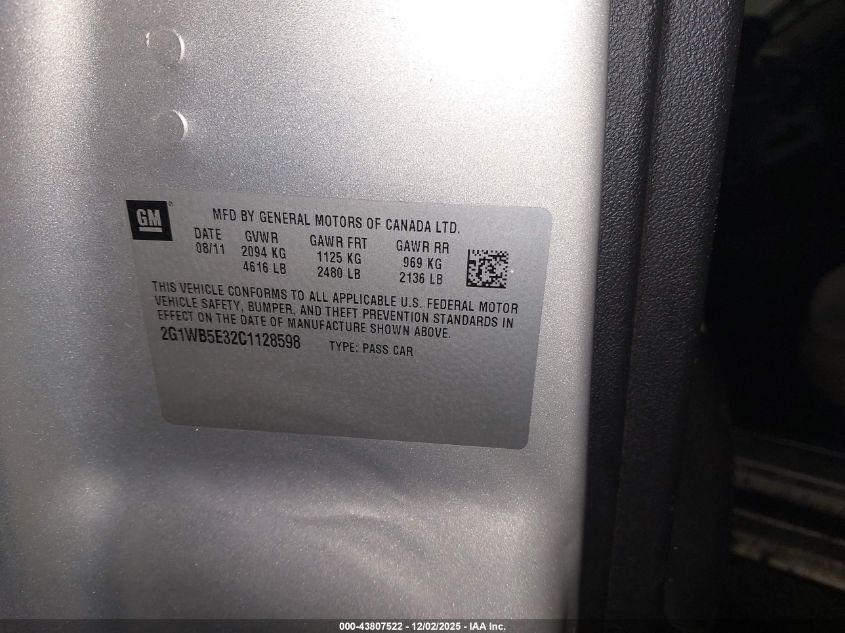 GM
MFD BY GENERAL MOTORS OF CANADA LTD.
DATE GVWR GAWR FRT GAWR RR
08/11 2094 KG 1125 KG 969 KG
4616 LB 2480 LB 2136 LB
THIS VEHICLE CONFORMS TO ALL APPLICABLE U.S. FEDERAL MOTOR
VEHICLE SAFETY, BUMPER, AND THEFT PREVENTION STANDARDS IN
EFFECT ON THE DATE OF MANUFACTURE SHOWN ABOVE.
2G1WB5E32C1128598 TYPE: PASS CAR
000-43807522 - 12/02/2025 - IAA Inc.